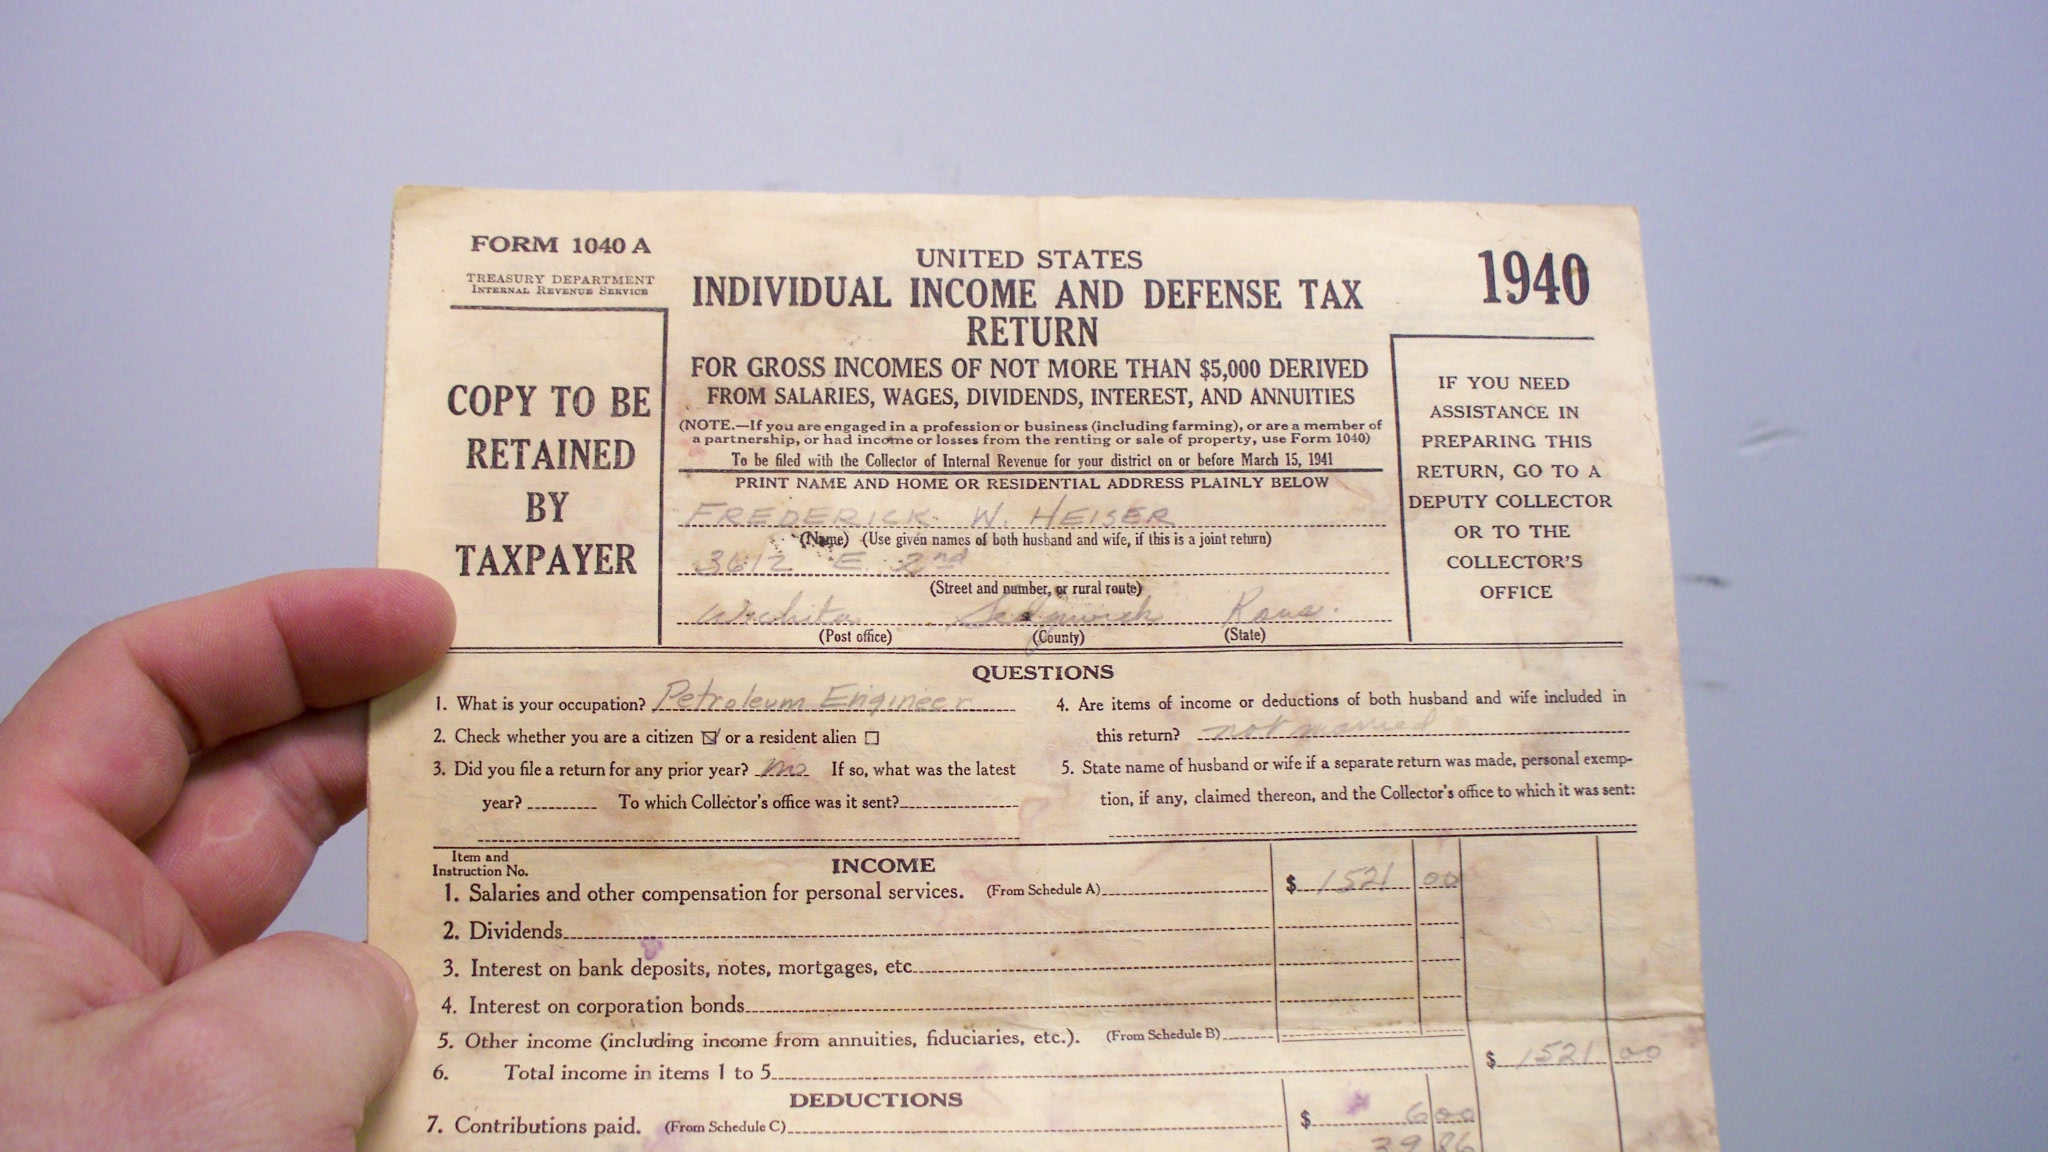 FORM 1040 A
TREASURY DEPARTMENT
INTERNAL REVENUE SERVICE
COPY TO BE
RETAINED
BY
TAXPAYER
UNITED STATES
INDIVIDUAL INCOME AND DEFENSE TAX
RETURN
FOR GROSS INCOMES OF NOT MORE THAN $5,000 DERIVED
FROM SALARIES, WAGES, DIVIDENDS, INTEREST, AND ANNUITIES
(NOTE.—If you are engaged in a profession or business (including farming), or are a member of
a partnership, or had income or losses from the renting or sale of property, use Form 1040)
To be filed with the Collector of Internal Revenue for your district on or before March 15, 1941
PRINT NAME AND HOME OR RESIDENTIAL ADDRESS PLAINLY BELOW
FREDERICK W. HEISER
(Name) (Use given names of both husband and wife, if this is a joint return)
3612 E. 2nd
(Street and number, or rural route)
Wichita Sedgwick Kans.
(Post office) (County) (State)
1940
IF YOU NEED
ASSISTANCE IN
PREPARING THIS
RETURN, GO TO A
DEPUTY COLLECTOR
OR TO THE
COLLECTOR'S
OFFICE
QUESTIONS
1. What is your occupation? Petroleum Engineer
2. Check whether you are a citizen ☑ or a resident alien ☐
3. Did you file a return for any prior year? no If so, what was the latest
year? To which Collector's office was it sent?
4. Are items of income or deductions of both husband and wife included in
this return? not married
5. State name of husband or wife if a separate return was made, personal exemp-
tion, if any, claimed thereon, and the Collector's office to which it was sent:
Item and
Instruction No.
INCOME
1. Salaries and other compensation for personal services. (From Schedule A) $ 1521 00
2. Dividends
3. Interest on bank deposits, notes, mortgages, etc.
4. Interest on corporation bonds
5. Other income (including income from annuities, fiduciaries, etc.). (From Schedule B)
6. Total income in items 1 to 5 $ 1521 00
DEDUCTIONS
7. Contributions paid. (From Schedule C) $ 6 00
39 86